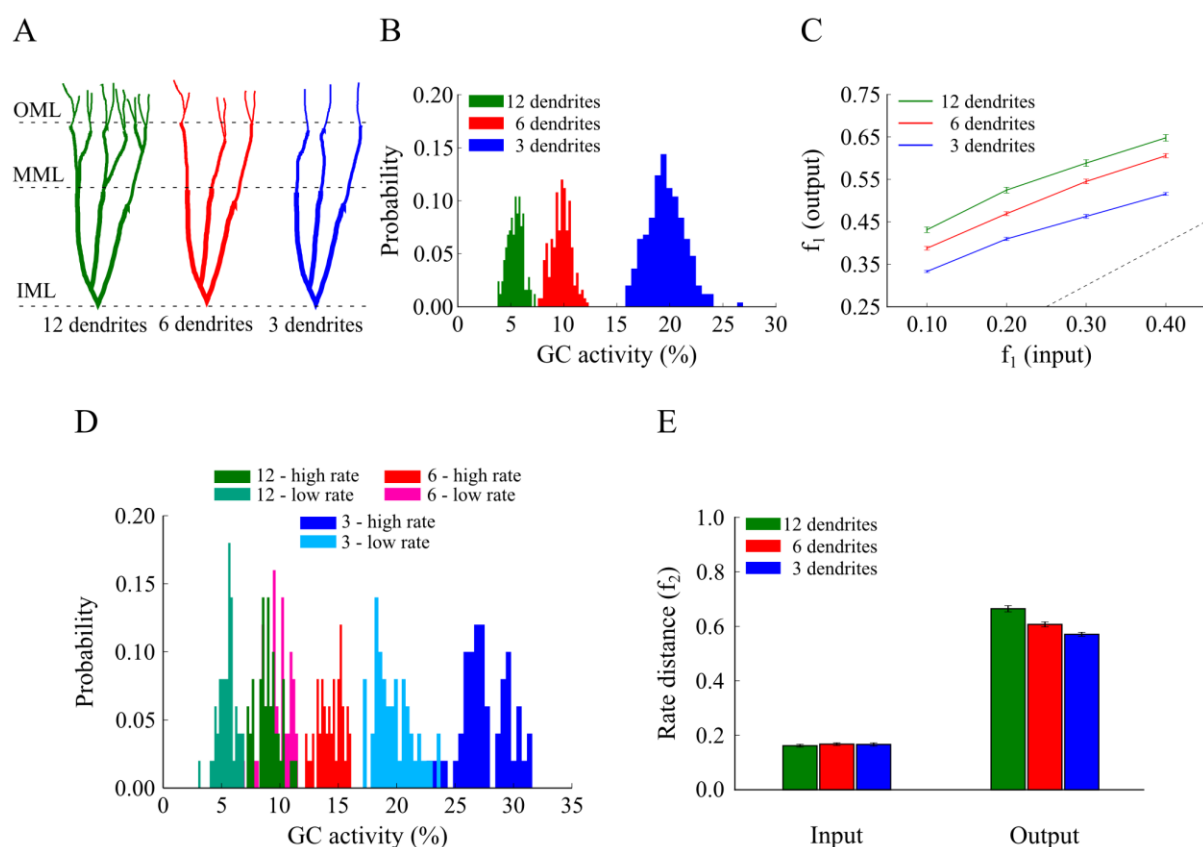 A
OML
MML
IML
12 dendrites 6 dendrites 3 dendrites
B
12 dendrites
6 dendrites
3 dendrites
Probability
0.20
0.15
0.10
0.05
0.00
0 5 10 15 20 25 30
GC activity (%)
C
12 dendrites
6 dendrites
3 dendrites
f₁ (output)
0.75
0.65
0.55
0.45
0.35
0.25
0.10 0.20 0.30 0.40
f₁ (input)
D
12 - high rate 6 - high rate
12 - low rate 6 - low rate
3 - high rate
3 - low rate
Probability
0.20
0.15
0.10
0.05
0.00
0 5 10 15 20 25 30 35
GC activity (%)
E
12 dendrites
6 dendrites
3 dendrites
Rate distance (f₂)
1.0
0.8
0.6
0.4
0.2
0.0
Input Output